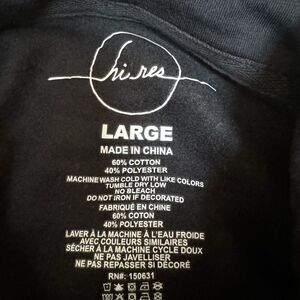 hi res
LARGE
MADE IN CHINA
60% COTTON
40% POLYESTER
MACHINE WASH COLD WITH LIKE COLORS
TUMBLE DRY LOW
NO BLEACH
DO NOT IRON IF DECORATED
FABRIQUÉ EN CHINE
60% COTON
40% POLYESTER
LAVER À LA MACHINE À L'EAU FROIDE
AVEC COULEURS SIMILAIRES
SÉCHER À LA MACHINE CYCLE DOUX
NE PAS JAVELLISER
NE PAS REPASSER SI DÉCORÉ
RN#: 150631